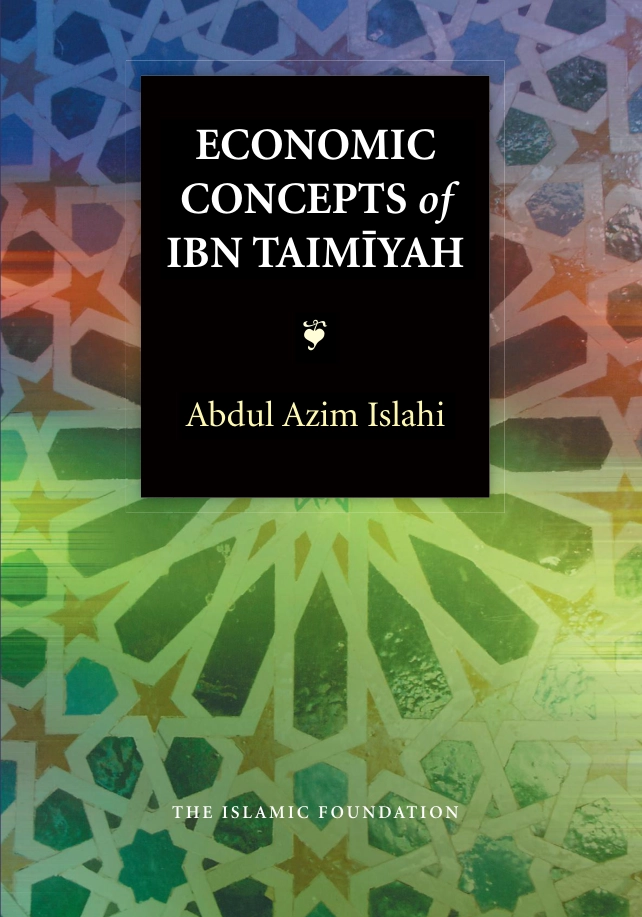 ECONOMIC
CONCEPTS of
IBN TAIMĪYAH
Abdul Azim Islahi
THE ISLAMIC FOUNDATION